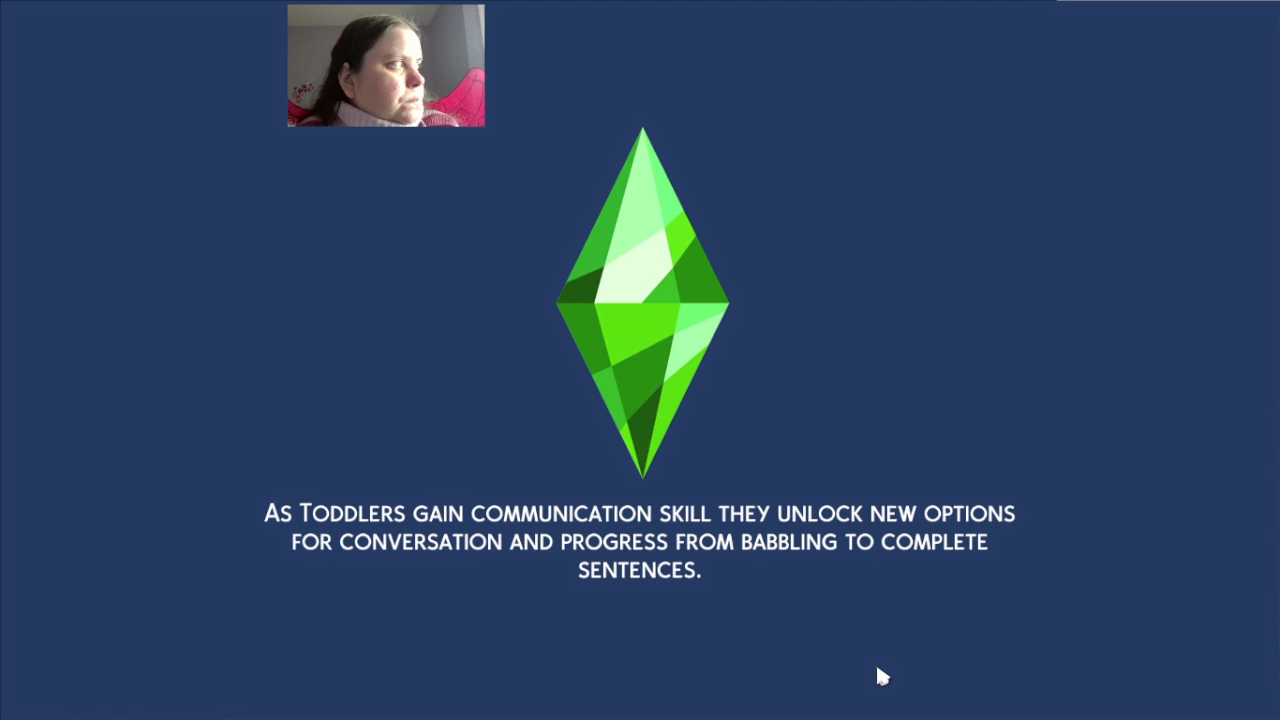 As Toddlers gain communication skill they unlock new options
for conversation and progress from babbling to complete
sentences.